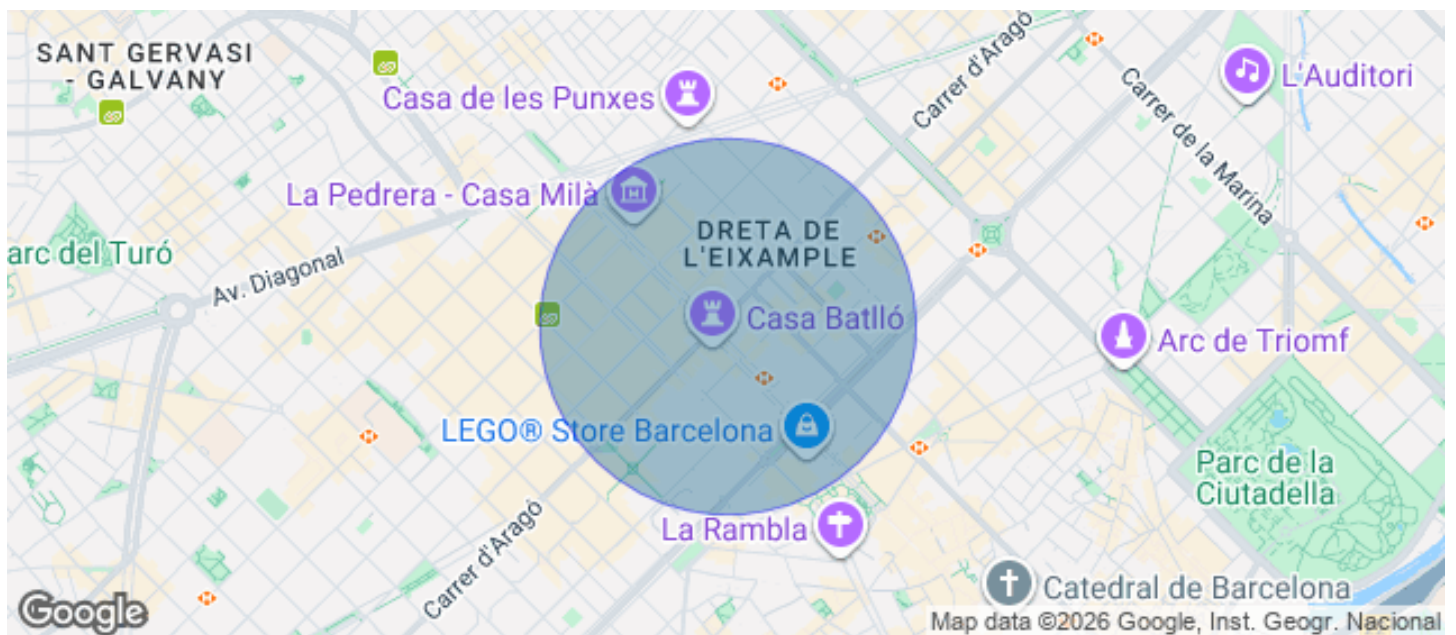 SANT GERVASI
- GALVANY
Casa de les Punxes
Carrer d'Aragó
L'Auditori
Carrer de la Marina
La Pedrera - Casa Milà
DRETA DE
L'EIXAMPLE
arc del Turó
Av. Diagonal
Casa Batlló
Arc de Triomf
LEGO® Store Barcelona
Parc de la
Ciutadella
La Rambla
Carrer d'Aragó
Catedral de Barcelona
Google
Map data ©2026 Google, Inst. Geogr. Nacional